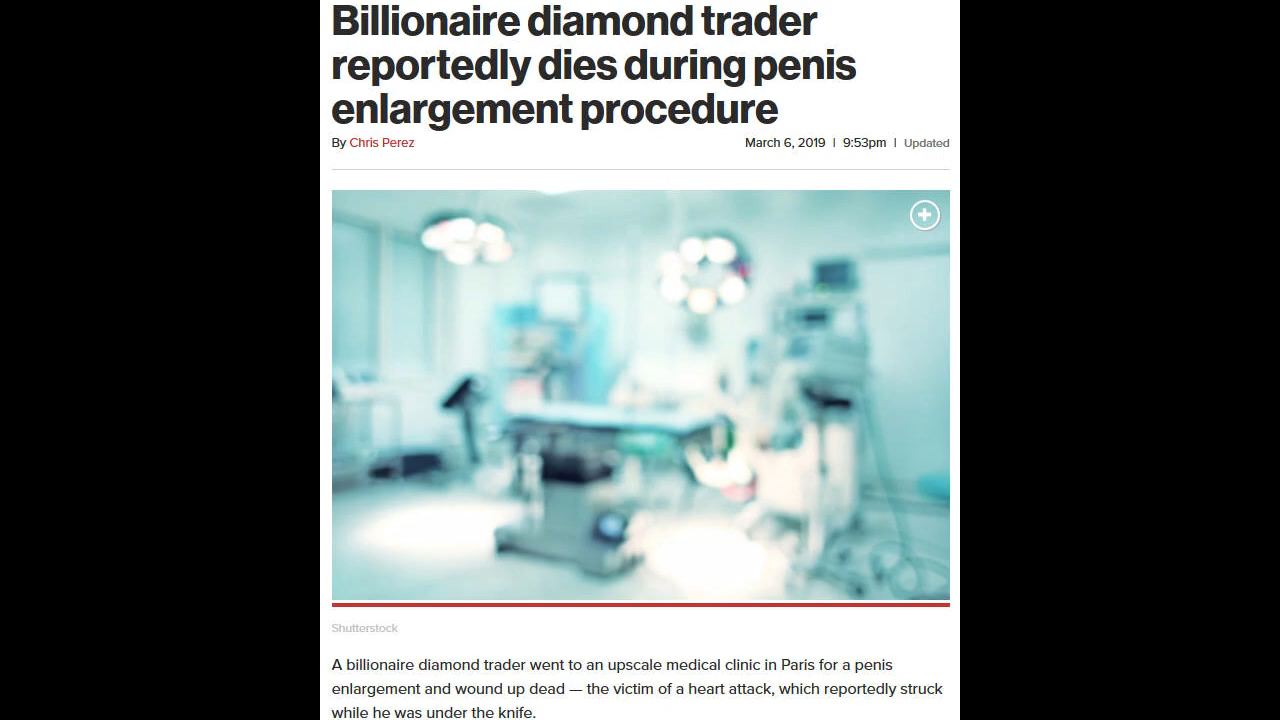 Billionaire diamond trader
reportedly dies during penis
enlargement procedure
By Chris Perez March 6, 2019 | 9:53pm | Updated
Shutterstock
A billionaire diamond trader went to an upscale medical clinic in Paris for a penis
enlargement and wound up dead — the victim of a heart attack, which reportedly struck
while he was under the knife.